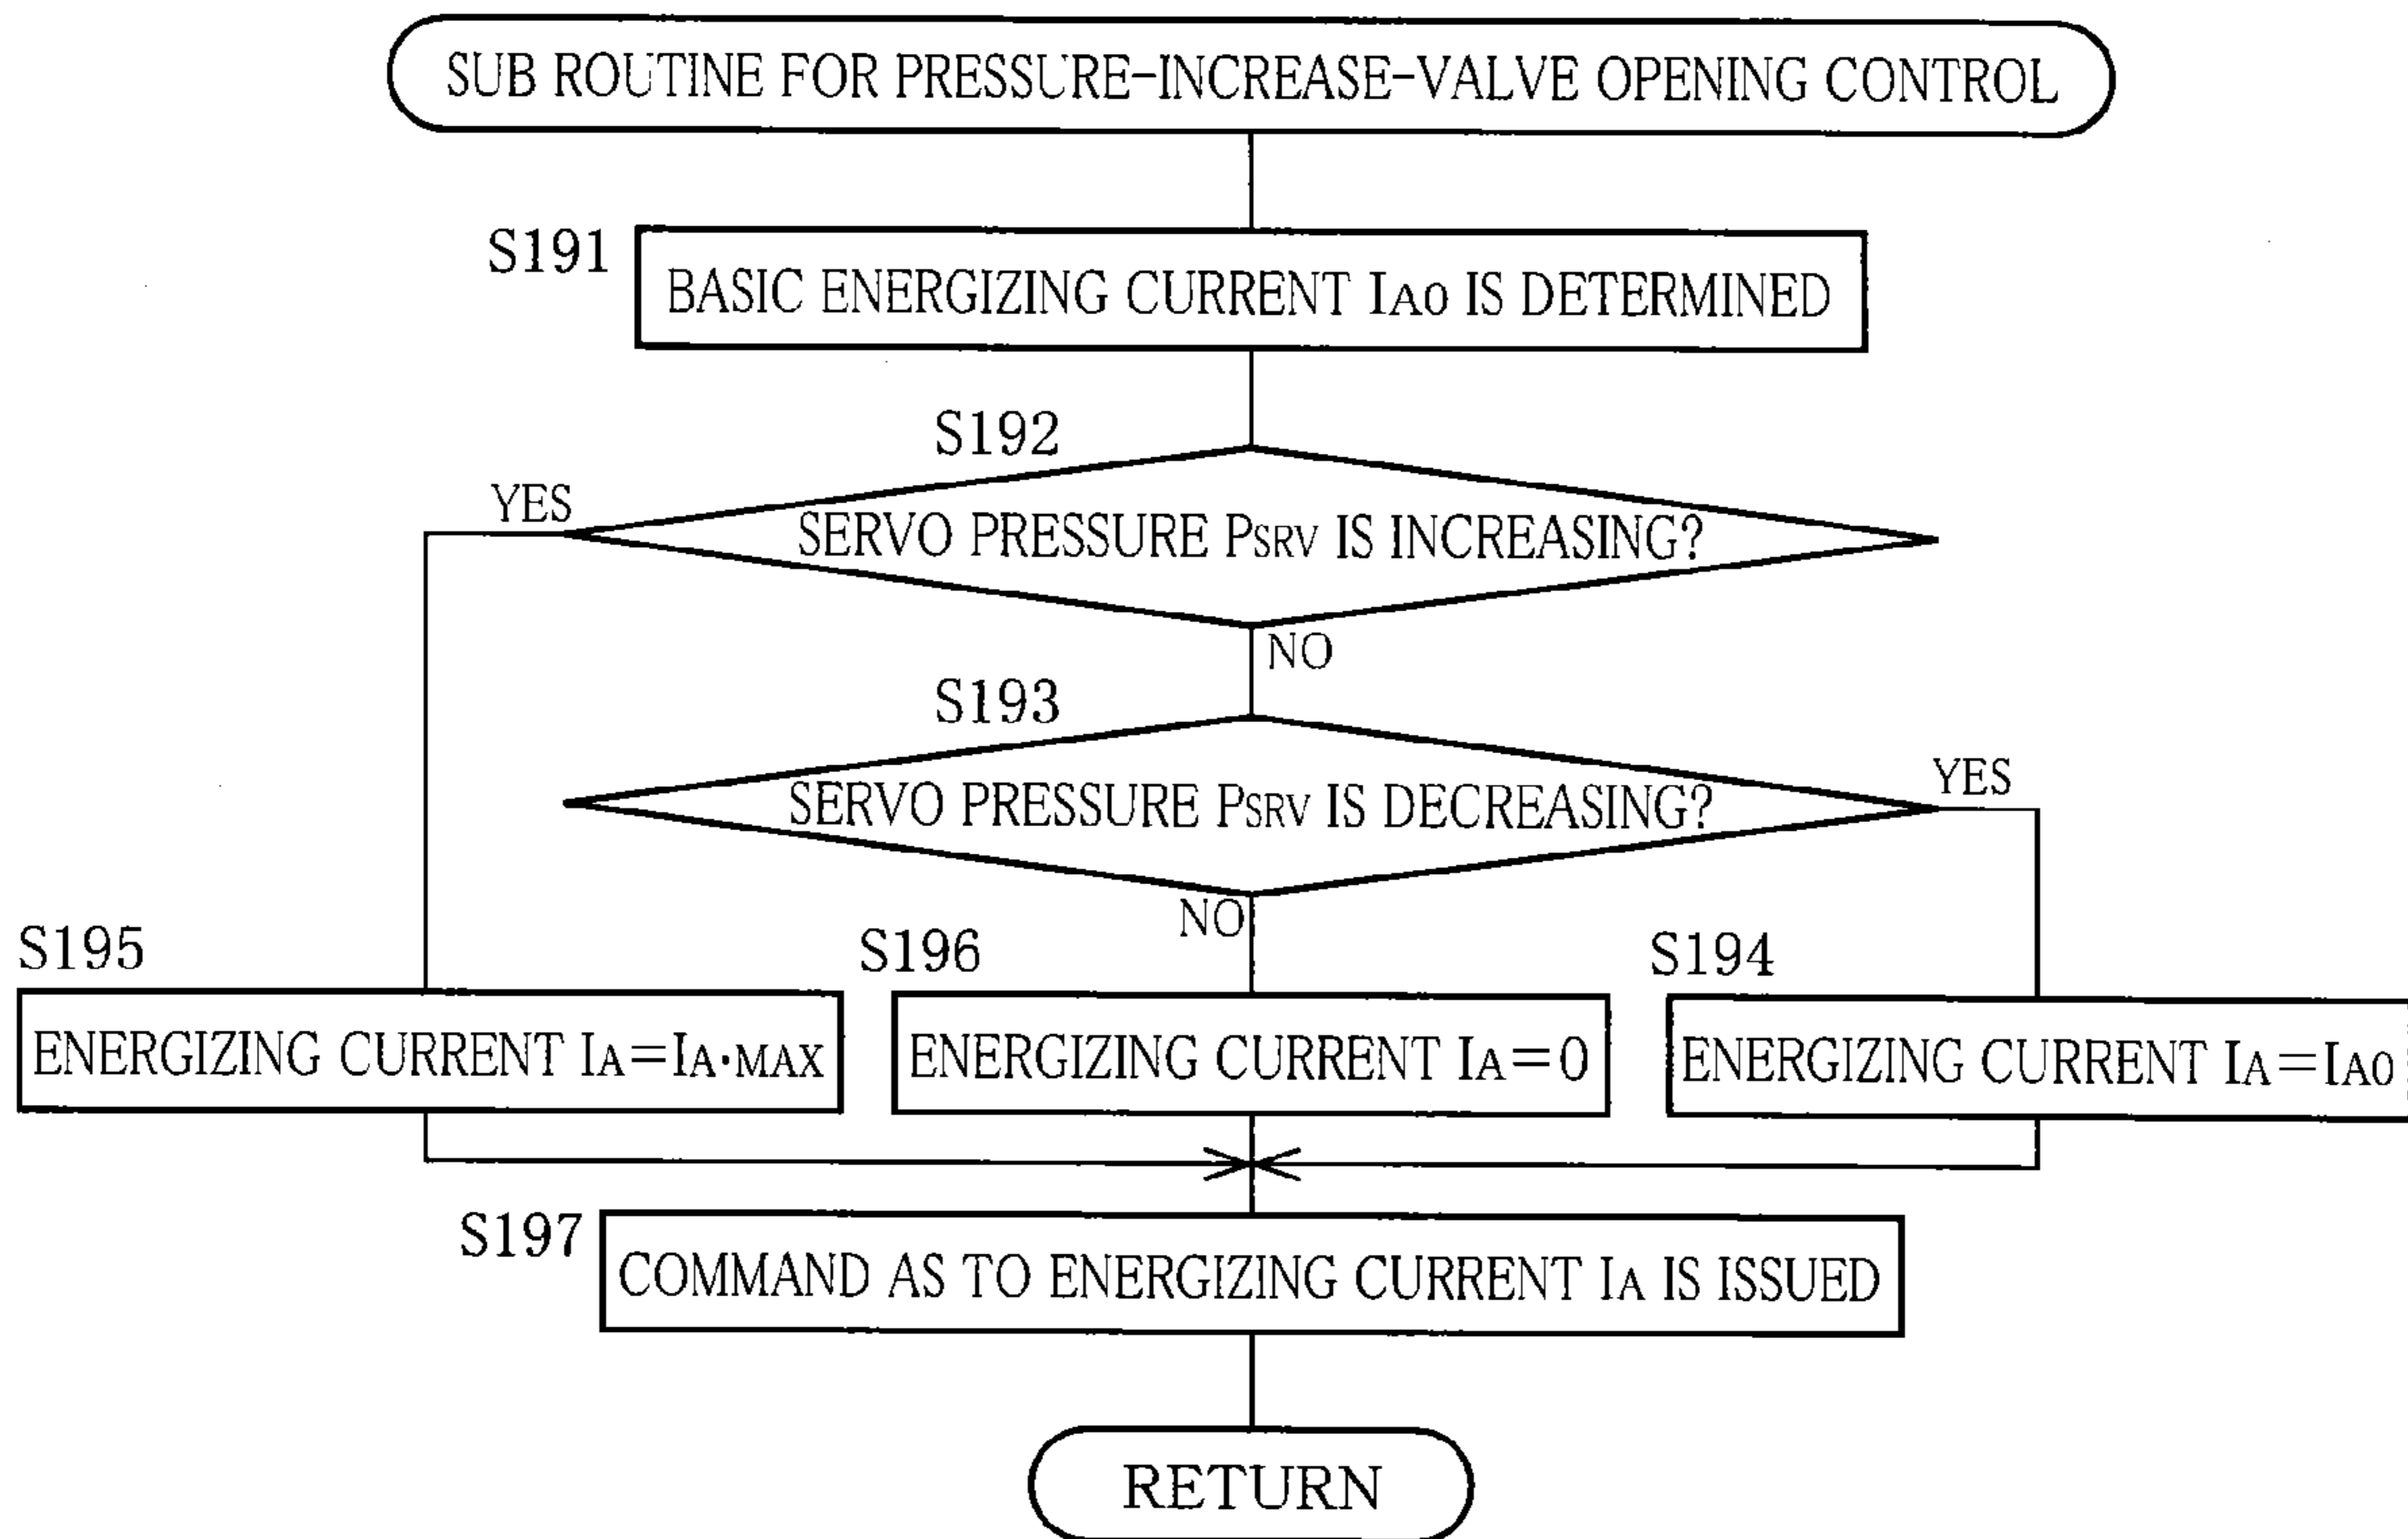 SUB ROUTINE FOR PRESSURE-INCREASE-VALVE OPENING CONTROL
S191
BASIC ENERGIZING CURRENT IA0 IS DETERMINED
S192
YES
SERVO PRESSURE PSRV IS INCREASING?
NO
S193
YES
SERVO PRESSURE PSRV IS DECREASING?
NO
S195
ENERGIZING CURRENT IA=IA·MAX
S196
ENERGIZING CURRENT IA=0
S194
ENERGIZING CURRENT IA=IA0
S197
COMMAND AS TO ENERGIZING CURRENT IA IS ISSUED
RETURN